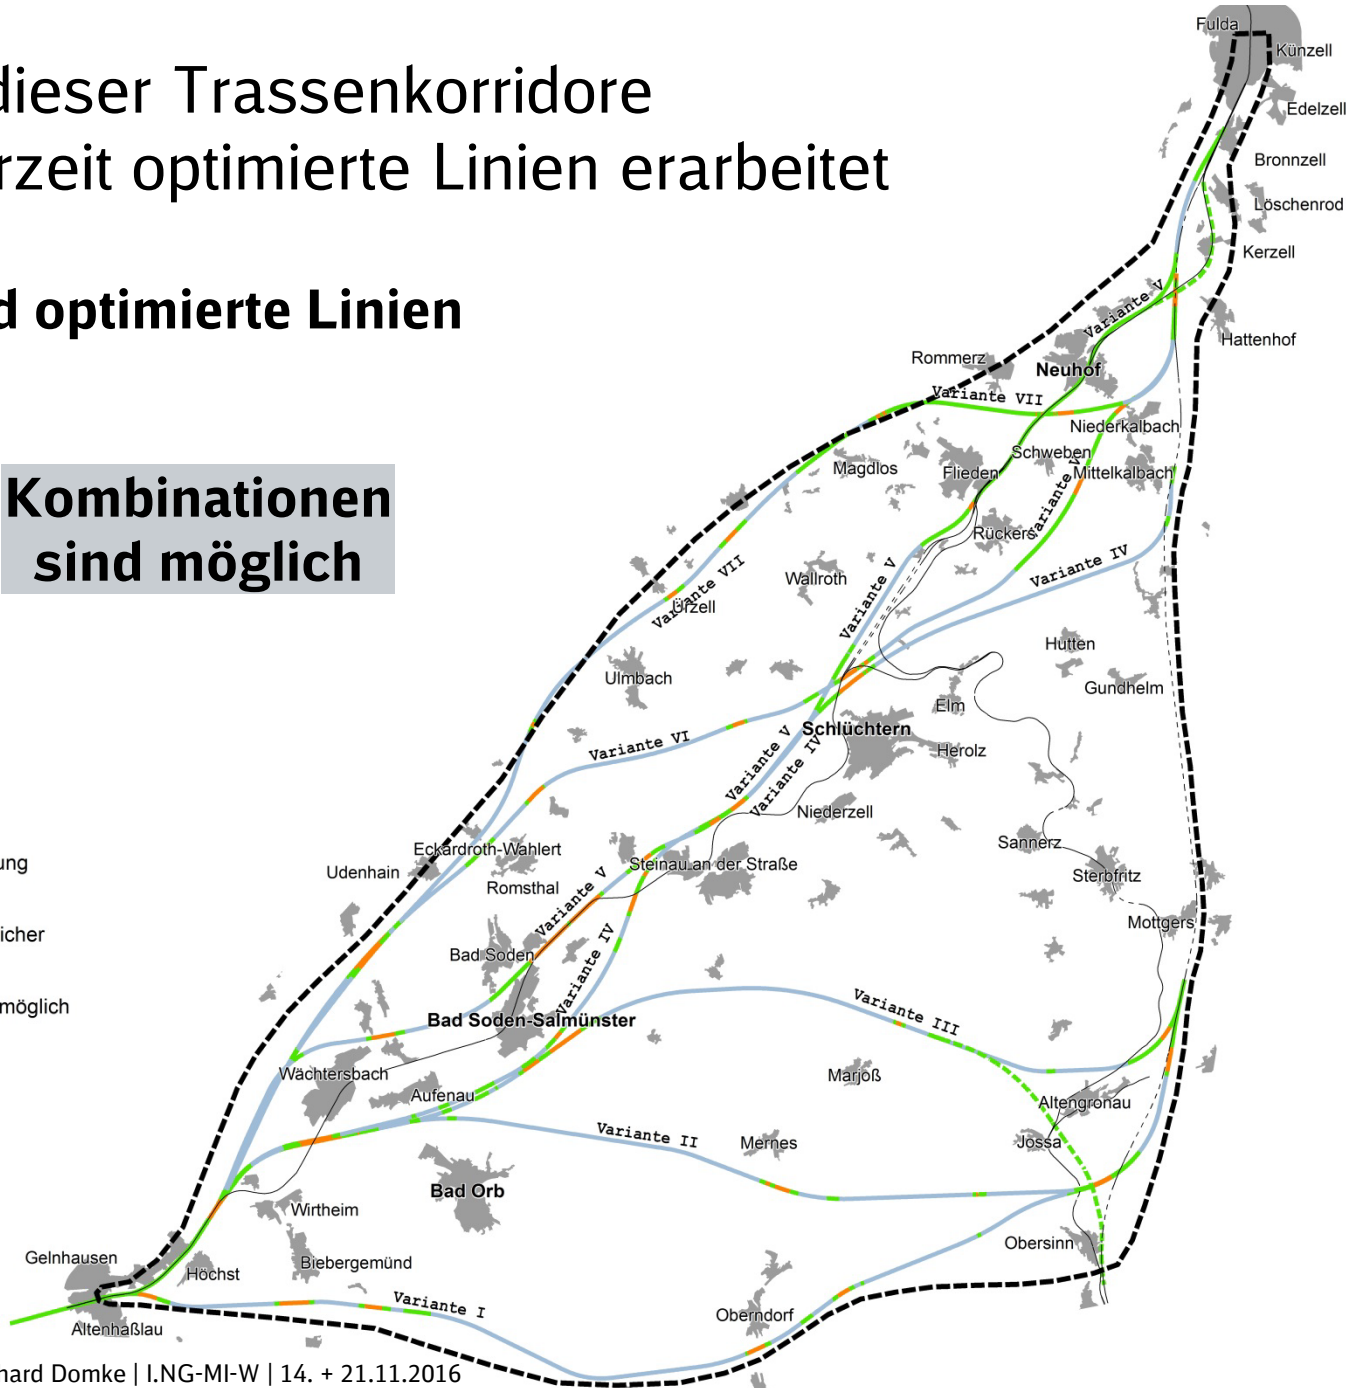 Fulda
Künzell
Edelzell
dieser Trassenkorridore
rzeit optimierte Linien erarbeitet
Bronnzell
Löschenrod
Kerzell
d optimierte Linien
Variante V
Hattenhof
Rommerz
Neuhof
Variante VII
Niederkalbach
Schweben
Magdlos
Flieden
Mittelkalbach
Variante V
Kombinationen
sind möglich
Rückers
Variante IV
Variante VII
Ürzell
Wallroth
Variante V
Hutten
Ulmbach
Gundhelm
Elm
Schlüchtern
Variante VI
Herolz
Variante V
Variante IV
Niederzell
Sannerz
Eckardroth-Wahlert
Steinau an der Straße
Udenhain
Romsthal
Sterbfritz
ung
Variante V
Mottgers
icher
Bad Soden
Variante IV
möglich
Bad Soden-Salmünster
Variante III
Wächtersbach
Marjoß
Aufenau
Altengronau
Variante II
Mernes
Jossa
Bad Orb
Wirtheim
Obersinn
Gelnhausen
Biebergemünd
Höchst
Variante I
Oberndorf
Altenhaßlau
hard Domke | I.NG-MI-W | 14. + 21.11.2016